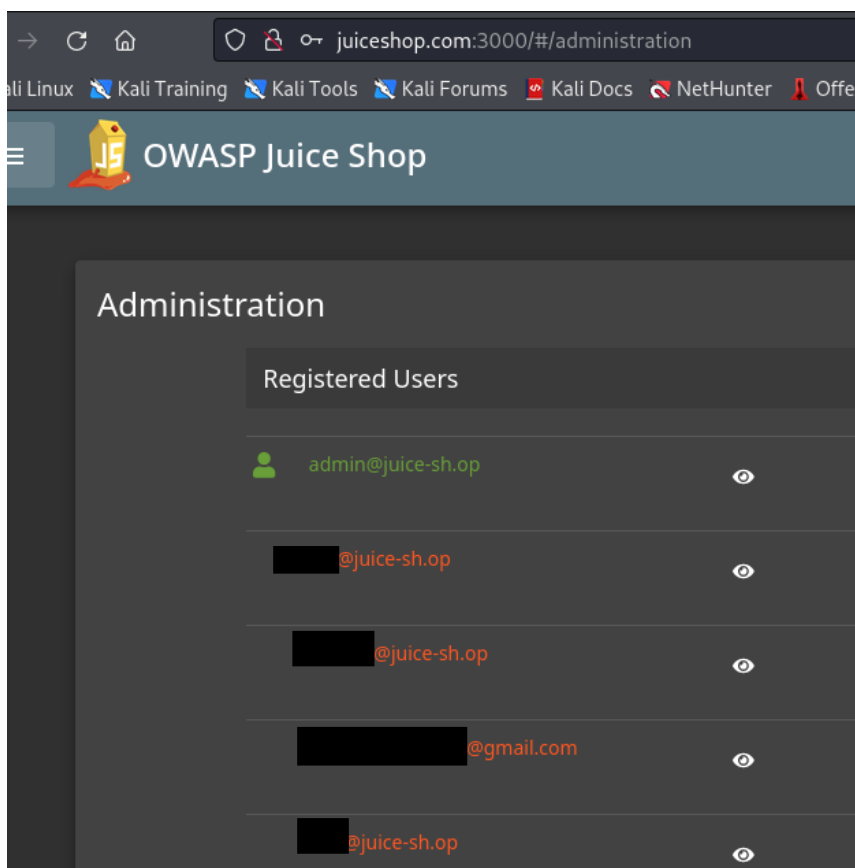 juiceshop.com:3000/#/administration
ali Linux Kali Training Kali Tools Kali Forums Kali Docs NetHunter Offe
JS OWASP Juice Shop
Administration
Registered Users
admin@juice-sh.op
@juice-sh.op
@juice-sh.op
@gmail.com
@juice-sh.op